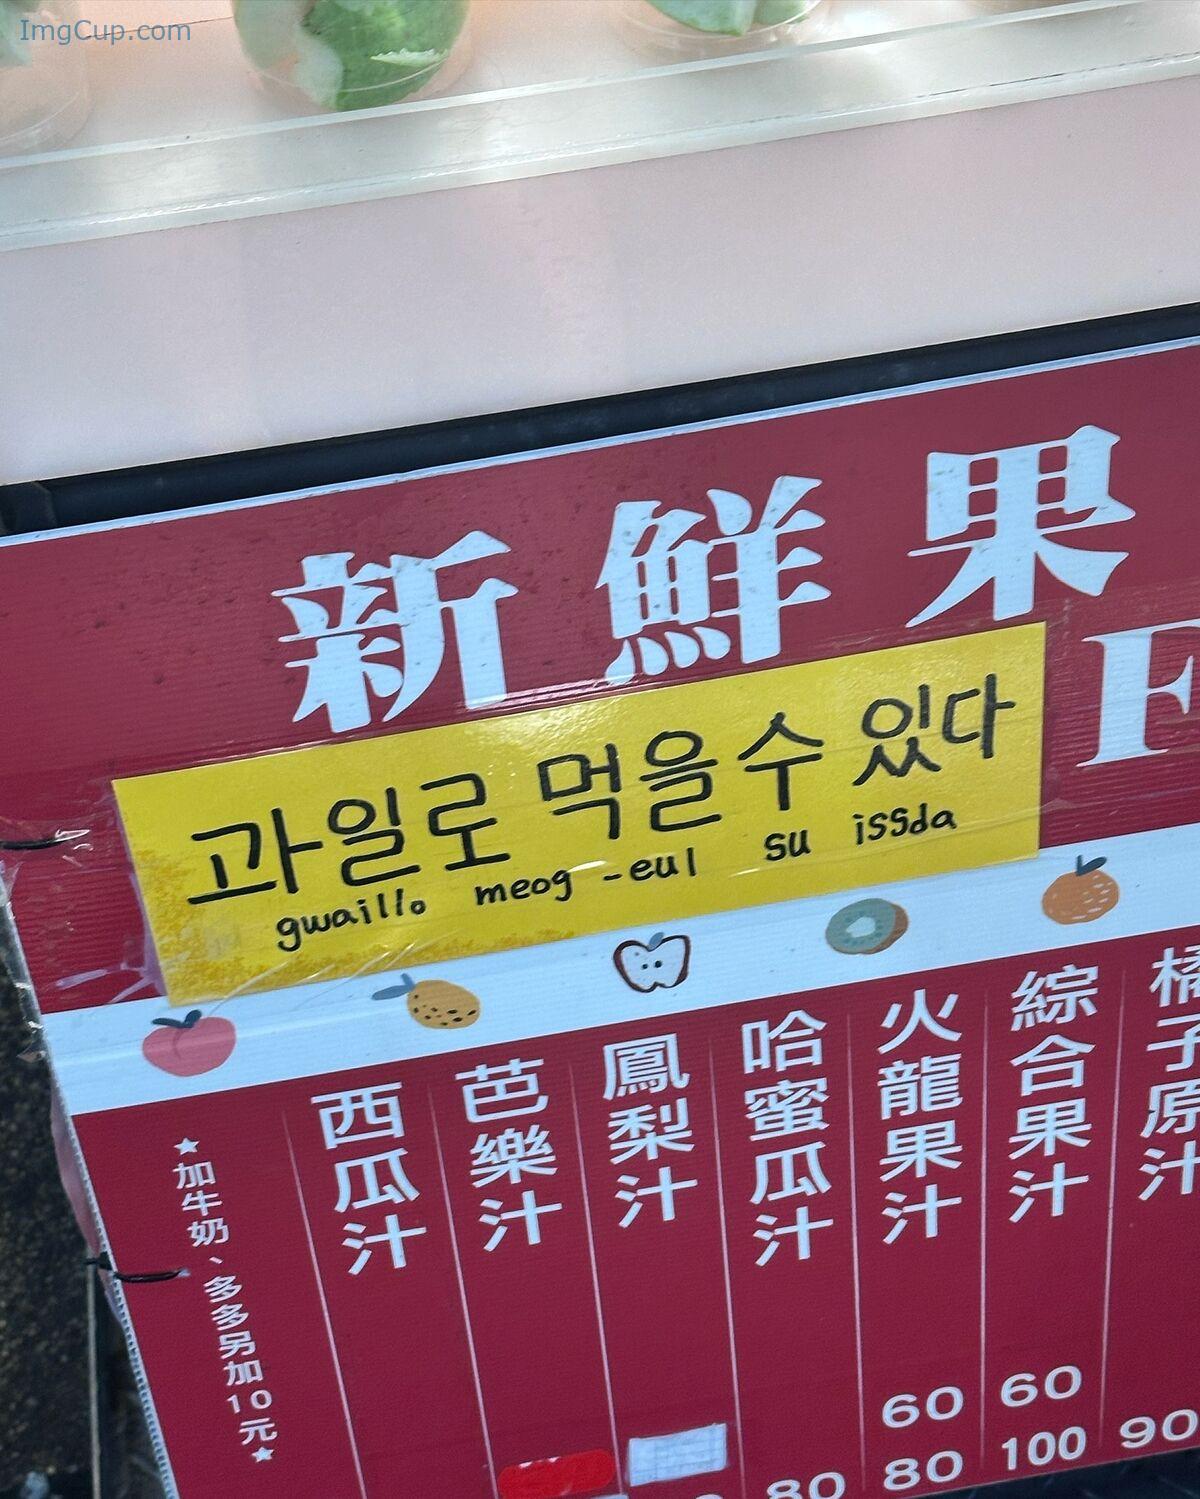 ImgCup.com
新鮮果
F
과일로 먹을수 있다
gwaillo meog-eul su issda
★加牛奶、多多另加10元★
西瓜汁
芭樂汁
鳳梨汁
哈蜜瓜汁
80
火龍果汁
60
80
綜合果汁
60
100
橘子原汁
90